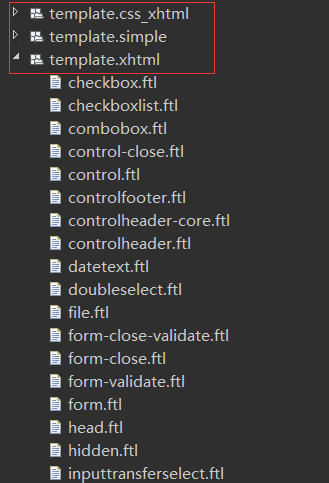 template.css_xhtml
template.simple
template.xhtml
checkbox.ftl
checkboxlist.ftl
combobox.ftl
control-close.ftl
control.ftl
controlfooter.ftl
controlheader-core.ftl
controlheader.ftl
datetext.ftl
doubleselect.ftl
file.ftl
form-close-validate.ftl
form-close.ftl
form-validate.ftl
form.ftl
head.ftl
hidden.ftl
inputtransferselect.ftl